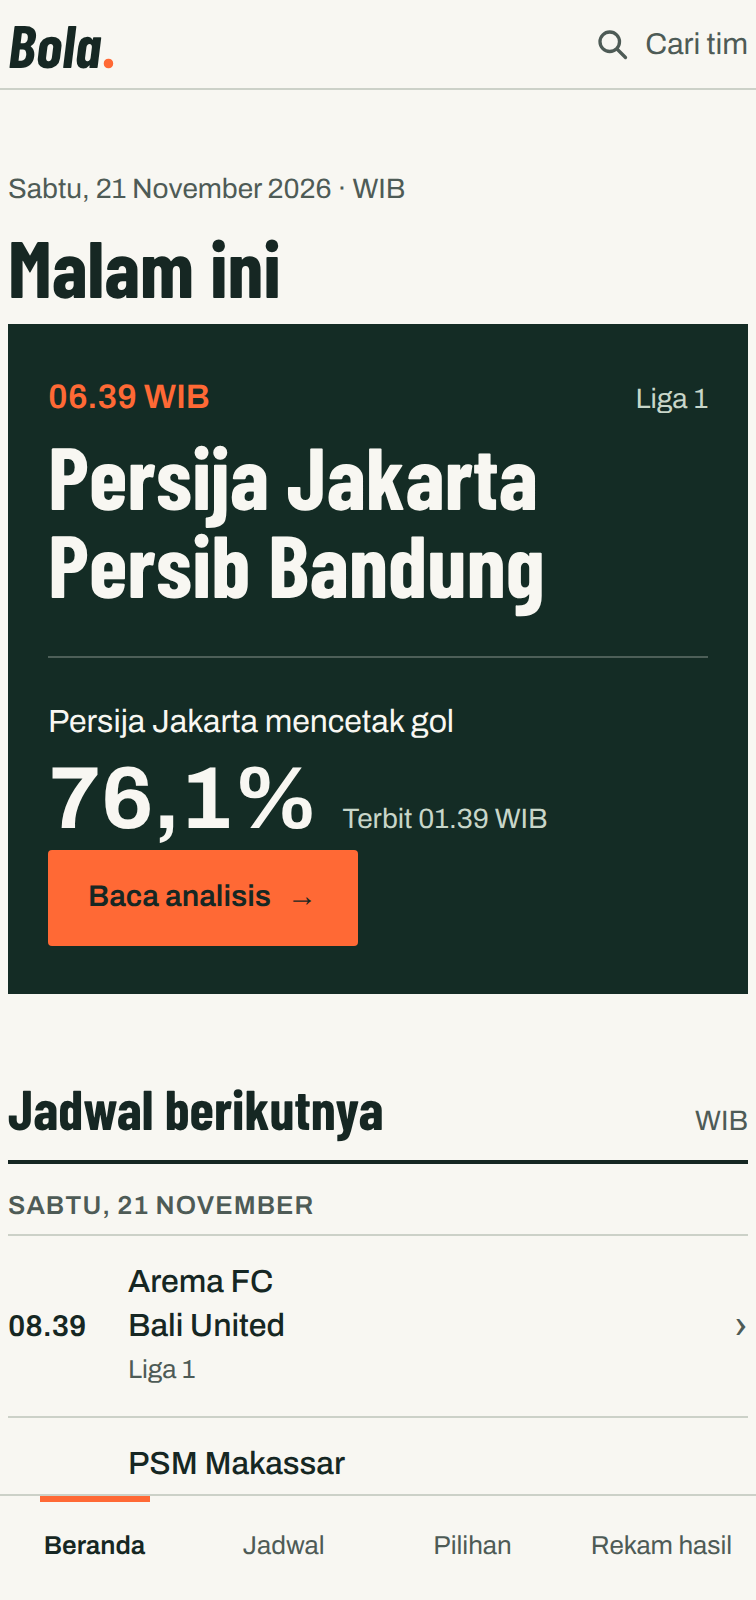 Bola.
Cari tim
Sabtu, 21 November 2026 · WIB
Malam ini
06.39 WIB
Liga 1
Persija Jakarta
Persib Bandung
Persija Jakarta mencetak gol
76,1% Terbit 01.39 WIB
Baca analisis →
Jadwal berikutnya
WIB
SABTU, 21 NOVEMBER
Arema FC
08.39 Bali United ›
Liga 1
PSM Makassar
Beranda
Jadwal
Pilihan
Rekam hasil